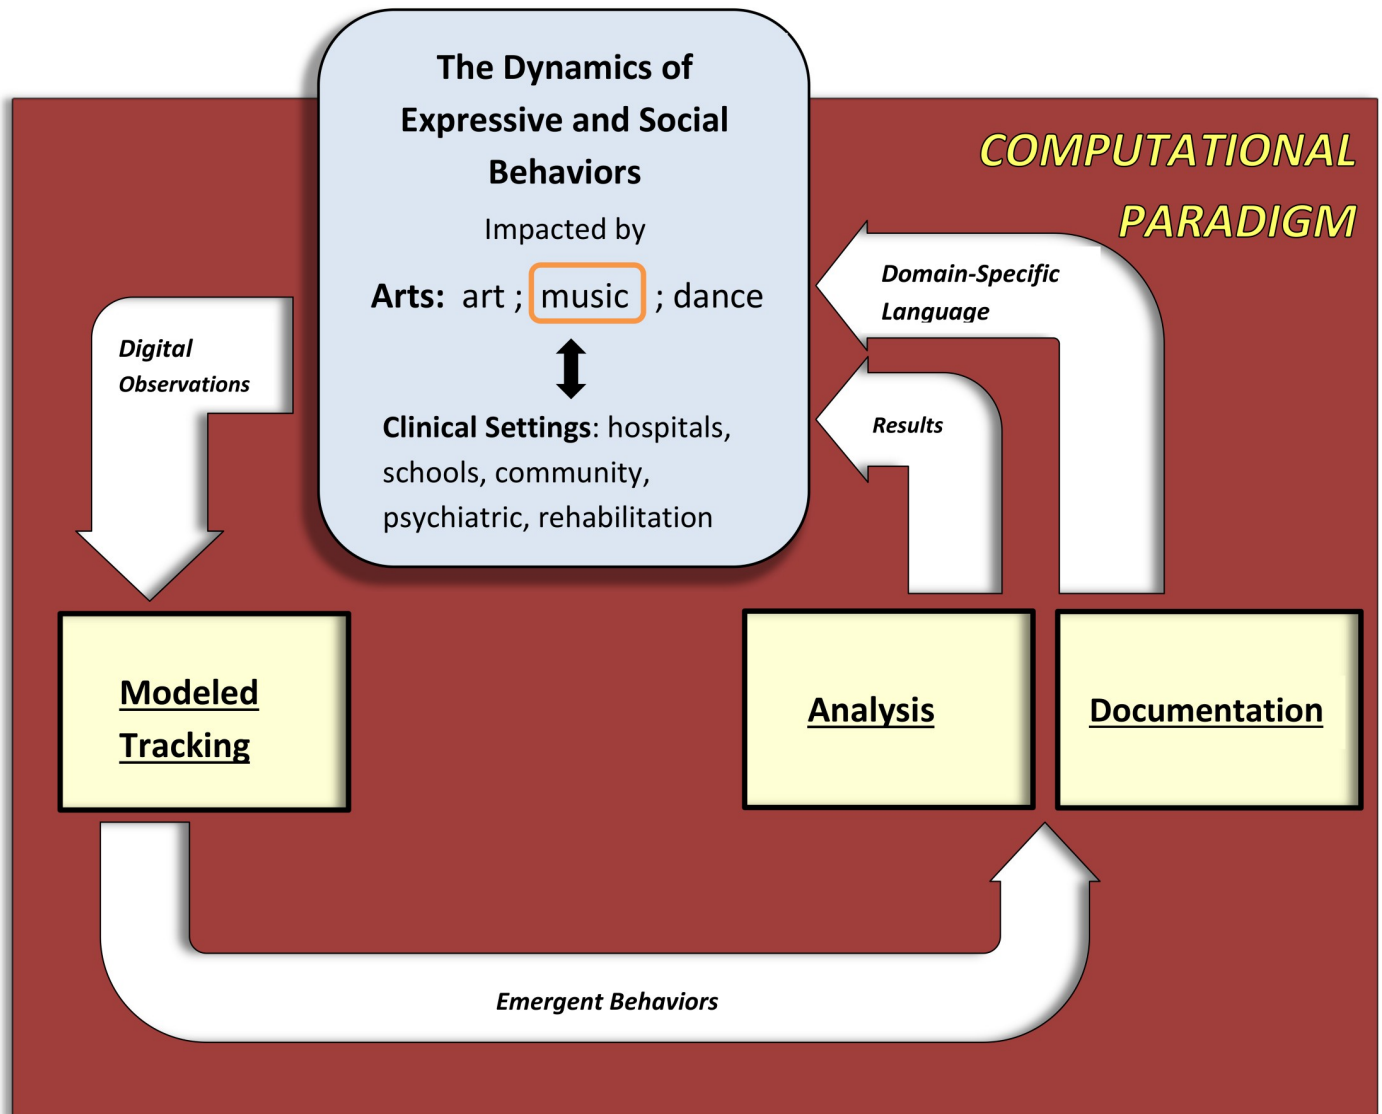 The Dynamics of
Expressive and Social
Behaviors
Impacted by
Arts: art ; music ; dance
Clinical Settings: hospitals,
schools, community,
psychiatric, rehabilitation
COMPUTATIONAL
PARADIGM
Digital
Observations
Domain-Specific
Language
Results
Modeled
Tracking
Analysis
Documentation
Emergent Behaviors